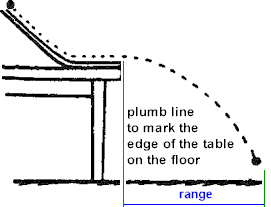 plumb line
to mark the
edge of the table
on the floor
range